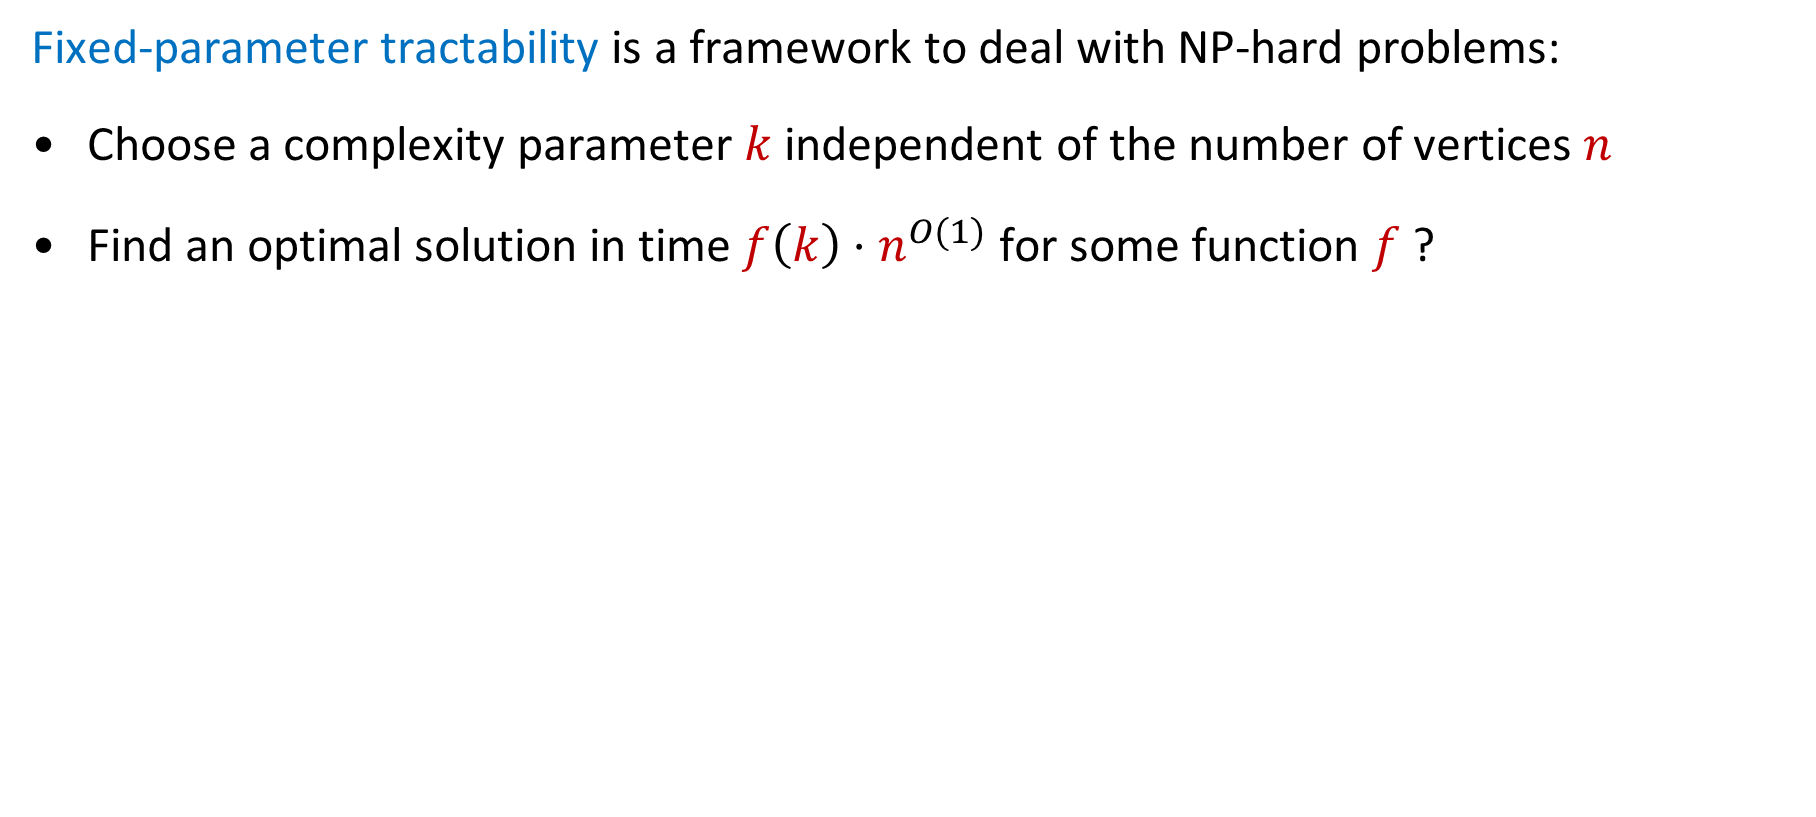 Fixed-parameter tractability is a framework to deal with NP-hard problems:
• Choose a complexity parameter k independent of the number of vertices n
• Find an optimal solution in time f(k) · n^{O(1)} for some function f ?